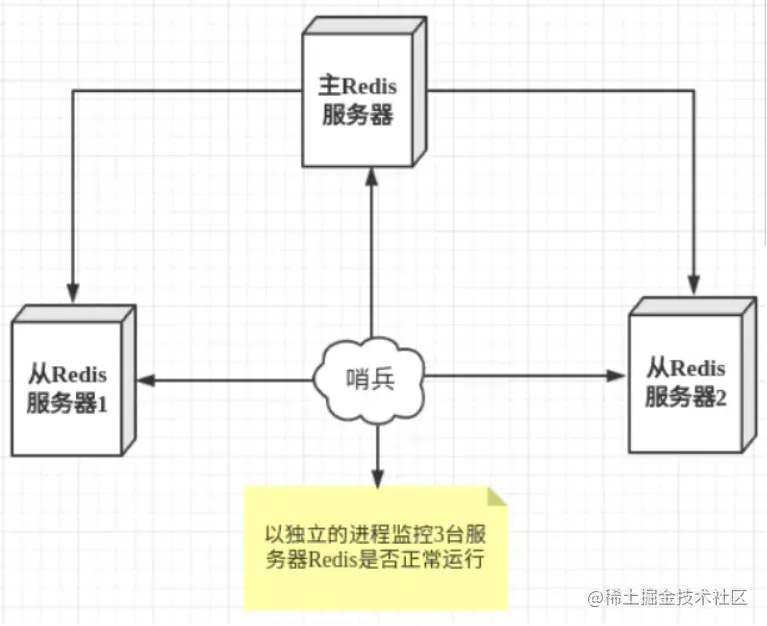 主Redis
服务器
从Redis
服务器1
哨兵
从Redis
服务器2
以独立的进程监控3台服
务器Redis是否正常运行
@稀土掘金技术社区